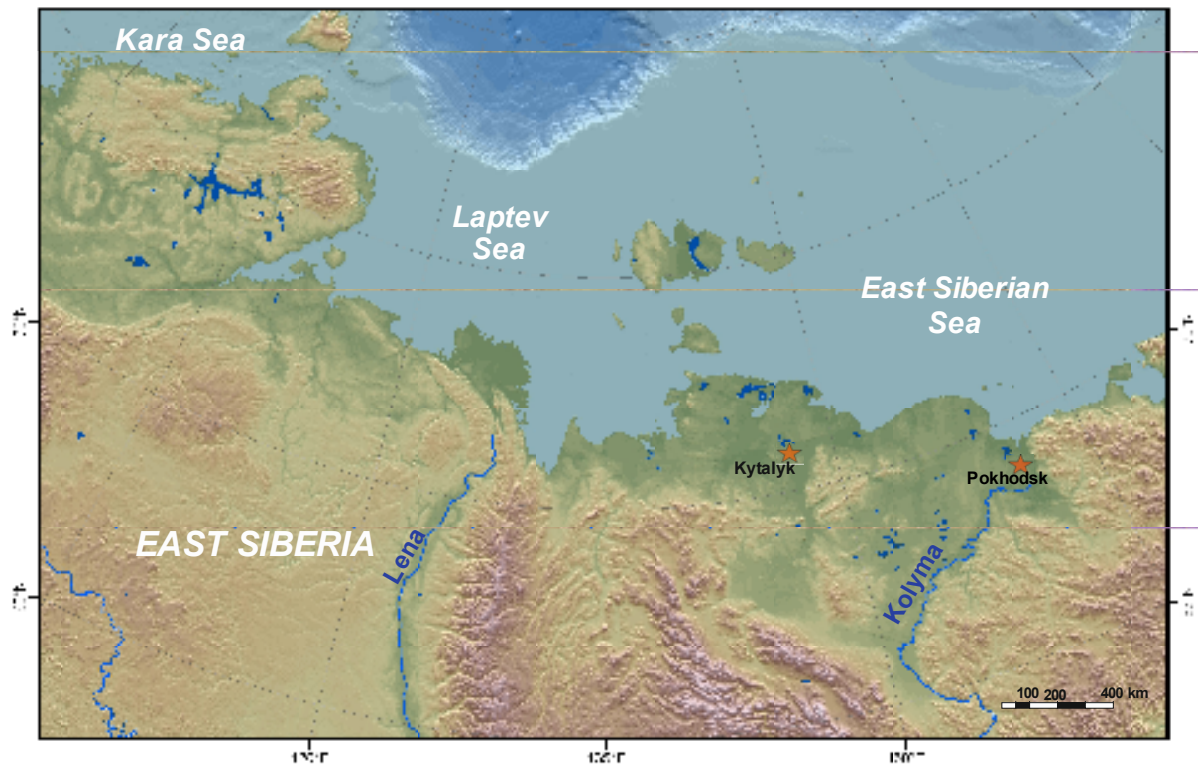 Kara Sea
Laptev
Sea
East Siberian
Sea
Kytalyk
Pokhodsk
EAST SIBERIA
Lena
Kolyma
100 200 400 km